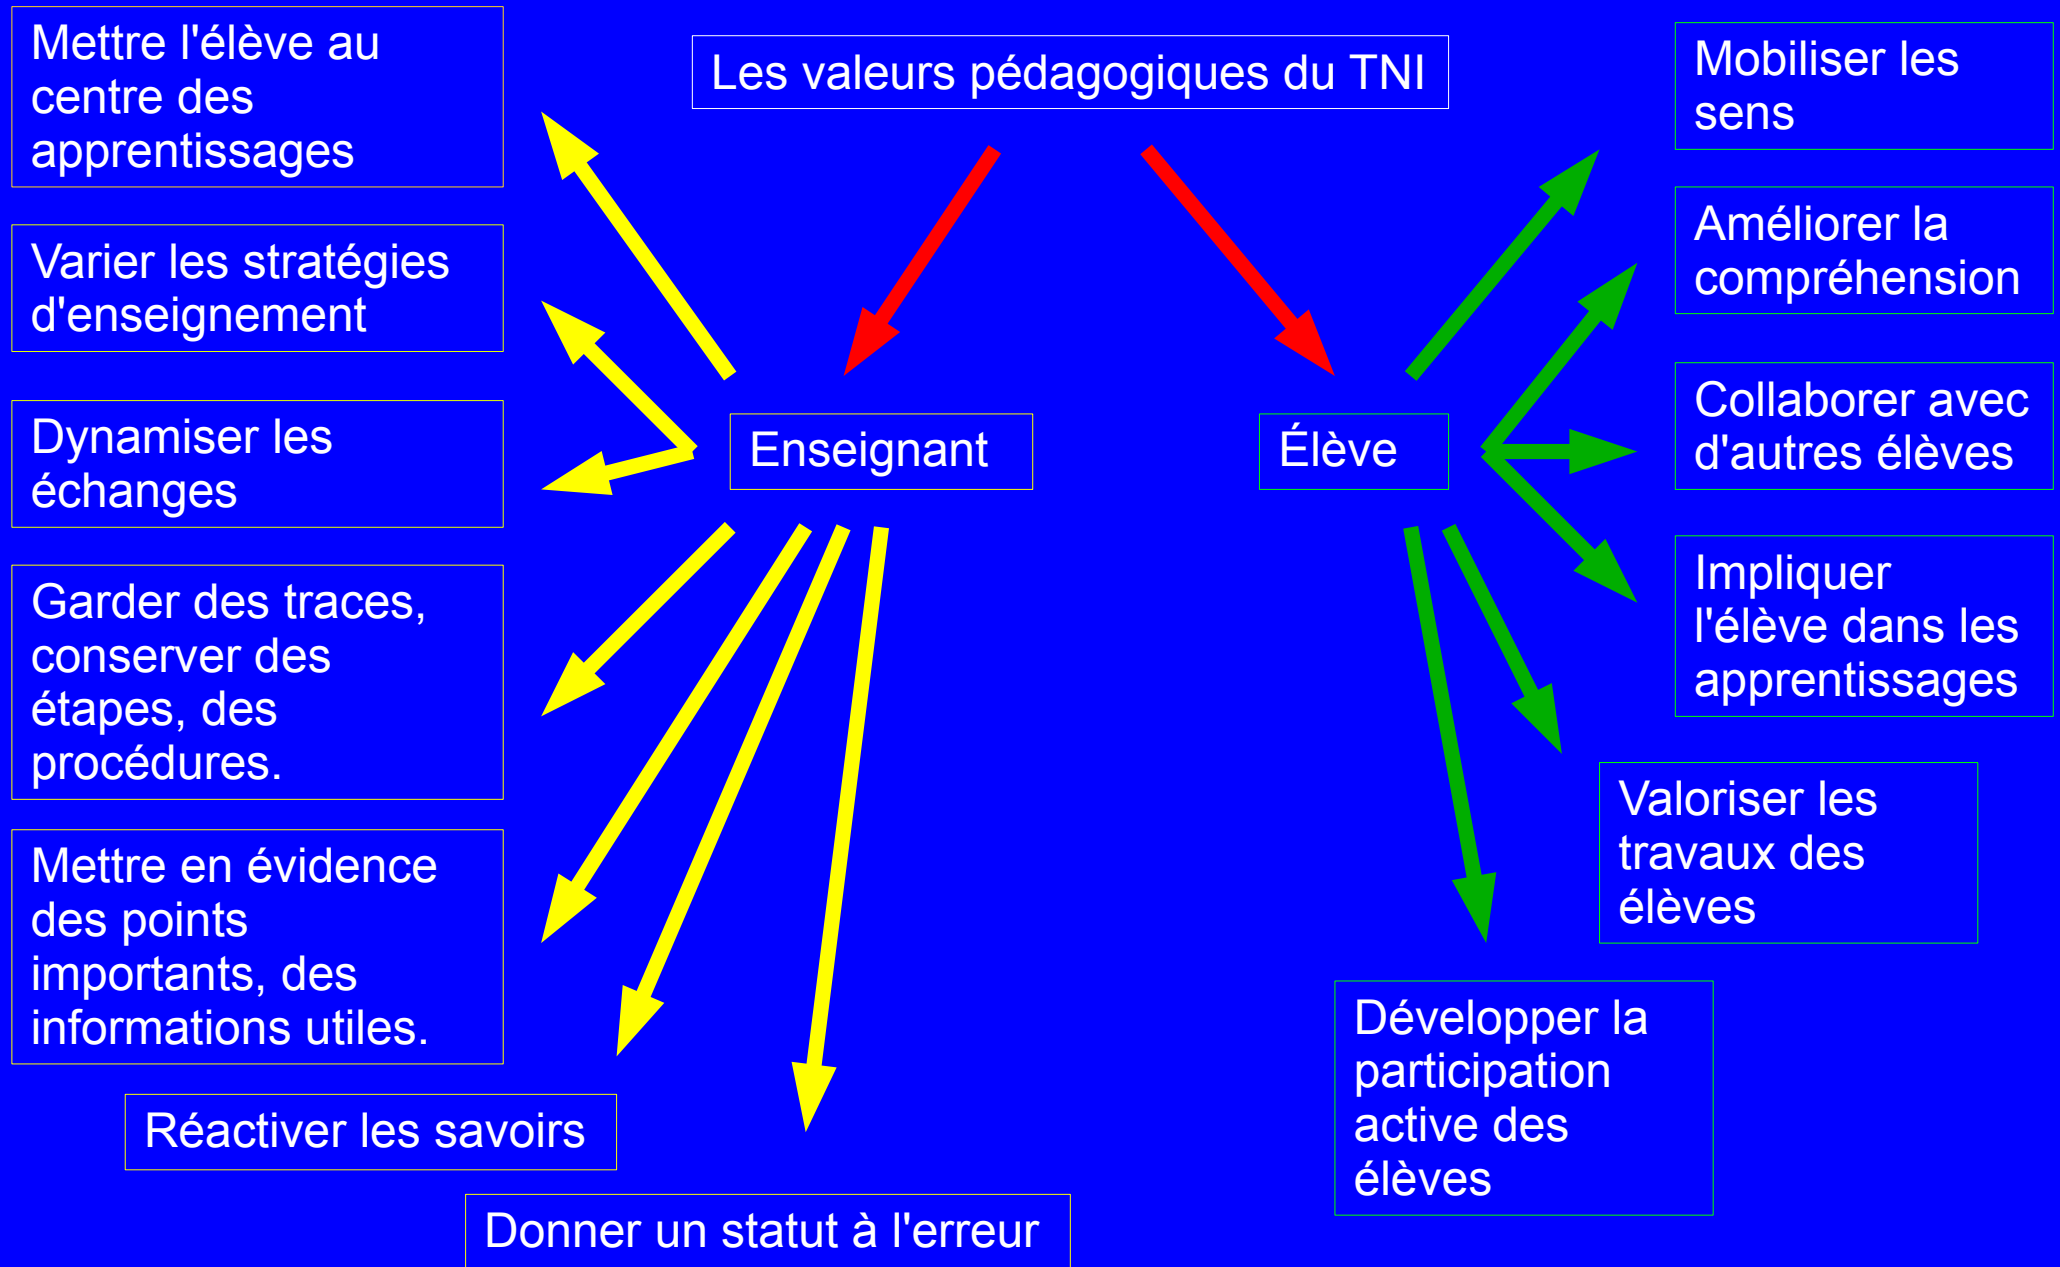 Les valeurs pédagogiques du TNI
Enseignant
Mettre l'élève au
centre des
apprentissages
Varier les stratégies
d'enseignement
Dynamiser les
échanges
Garder des traces,
conserver des
étapes, des
procédures.
Mettre en évidence
des points
importants, des
informations utiles.
Réactiver les savoirs
Donner un statut à l'erreur
Élève
Mobiliser les
sens
Améliorer la
compréhension
Collaborer avec
d'autres élèves
Impliquer
l'élève dans les
apprentissages
Valoriser les
travaux des
élèves
Développer la
participation
active des
élèves